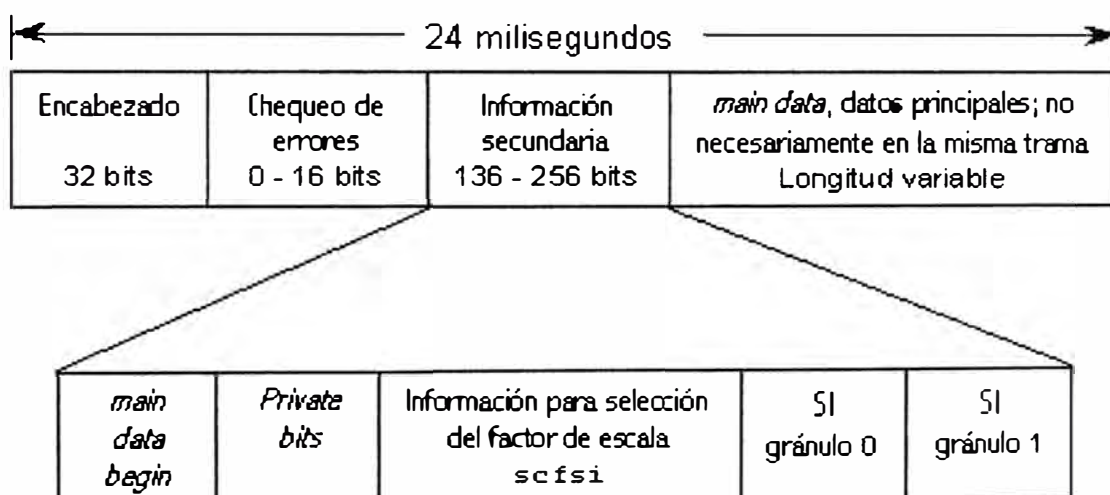 24 milisegundos
Encabezado
32 bits
Chequeo de
errores
0 - 16 bits
Información
secundaria
136 - 256 bits
main data, datos principales; no
necesariamente en la misma trama
Longitud variable
main
data
begin
Private
bits
Información para selección
del factor de escala
scfsi
SI
gránulo 0
SI
gránulo 1